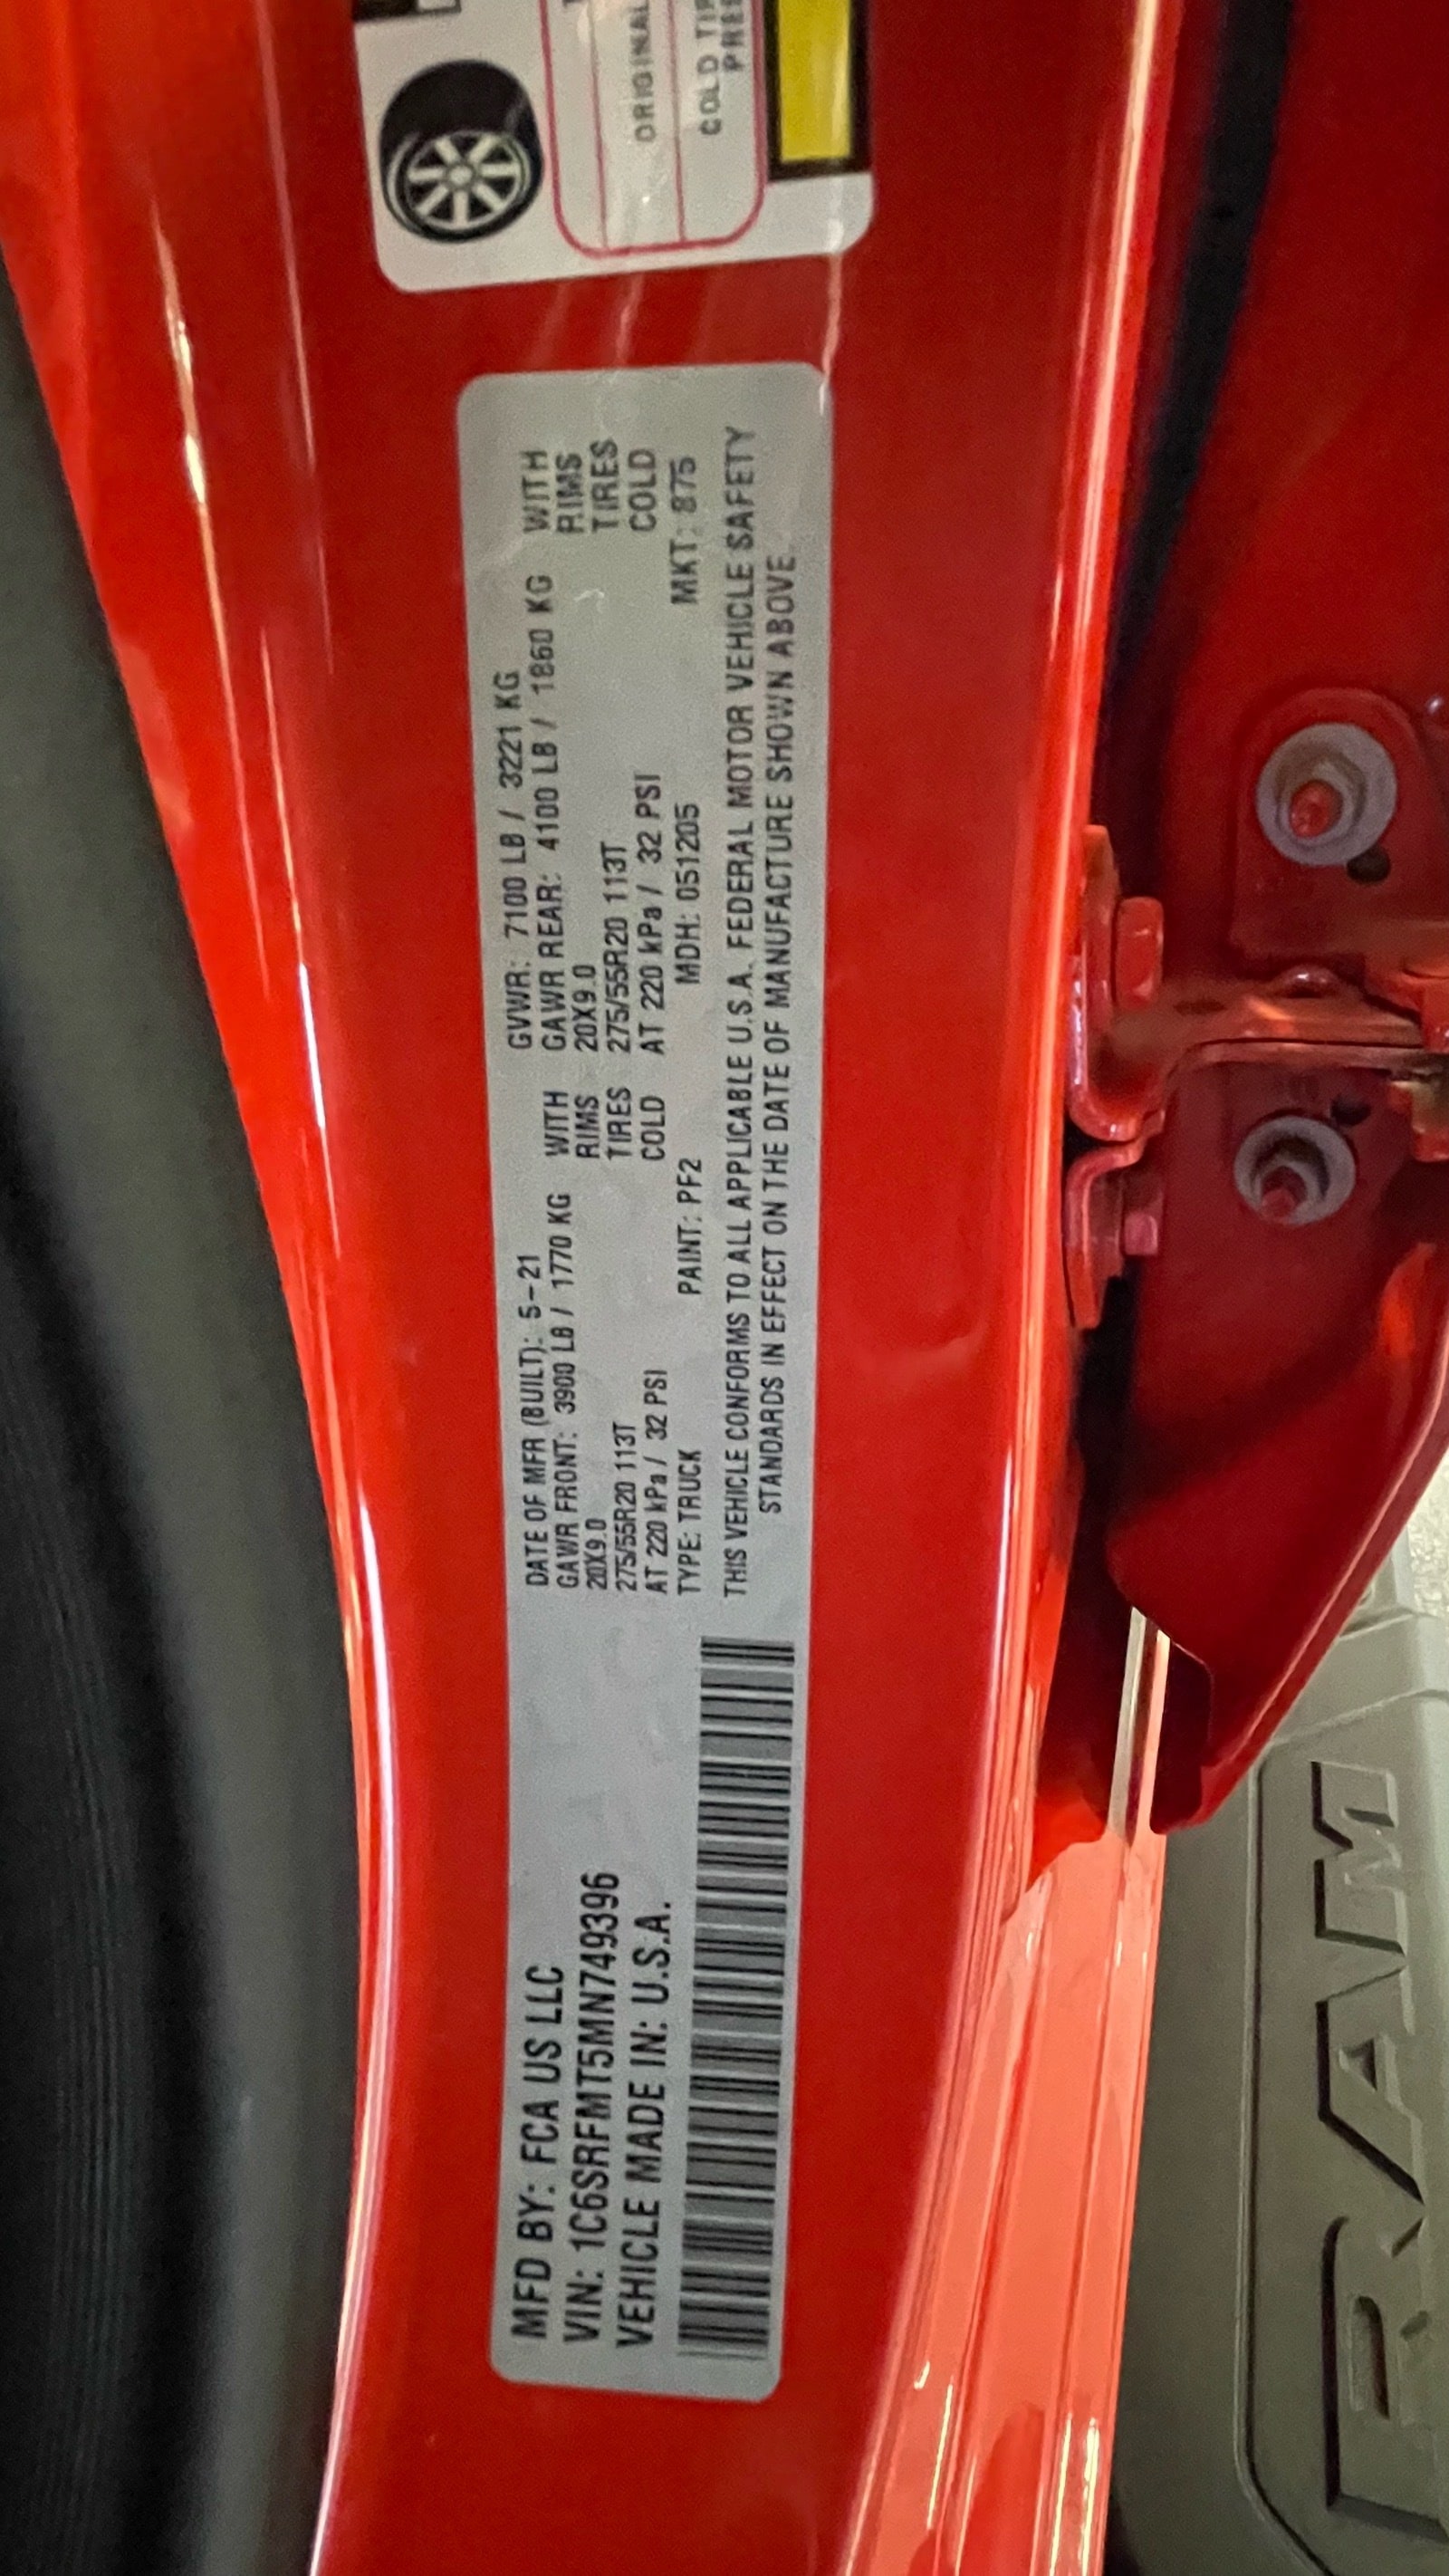 MFD BY: FCA US LLC
VIN: 1C6SRFMT5MN749396
VEHICLE MADE IN: U.S.A.
DATE OF MFR (BUILT): 5-21 GVWR: 7100 LB / 3221 KG
GAWR FRONT: 3900 LB / 1770 KG WITH GAWR REAR: 4100 LB / 1860 KG WITH
20X9.0 RIMS 20X9.0 RIMS
275/55R20 113T TIRES 275/55R20 113T TIRES
AT 220 kPa / 32 PSI COLD AT 220 kPa / 32 PSI COLD
TYPE: TRUCK PAINT: PF2 MDH: 051205 MKT: 875
THIS VEHICLE CONFORMS TO ALL APPLICABLE U.S.A. FEDERAL MOTOR VEHICLE SAFETY
STANDARDS IN EFFECT ON THE DATE OF MANUFACTURE SHOWN ABOVE.
ORIGINAL
COLD
RAM